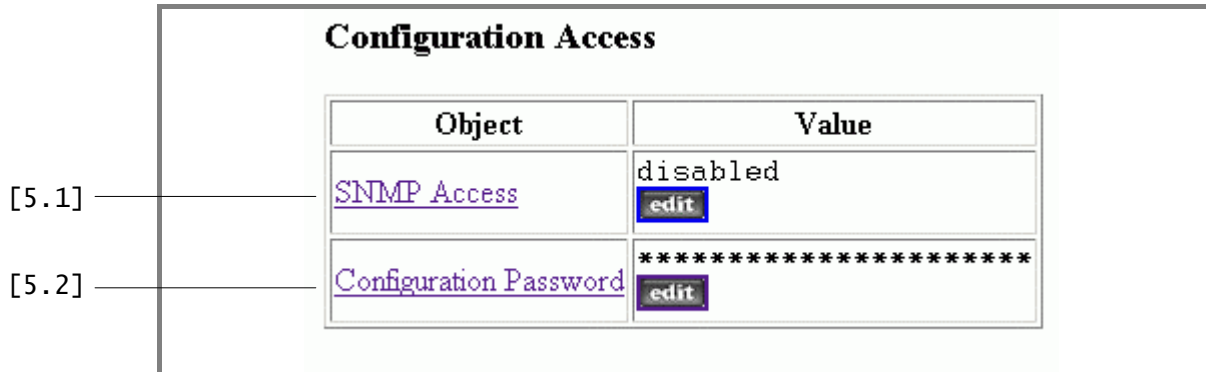 Configuration Access
Object Value
[5.1] SNMP Access disabled
edit
[5.2] Configuration Password **********************
edit